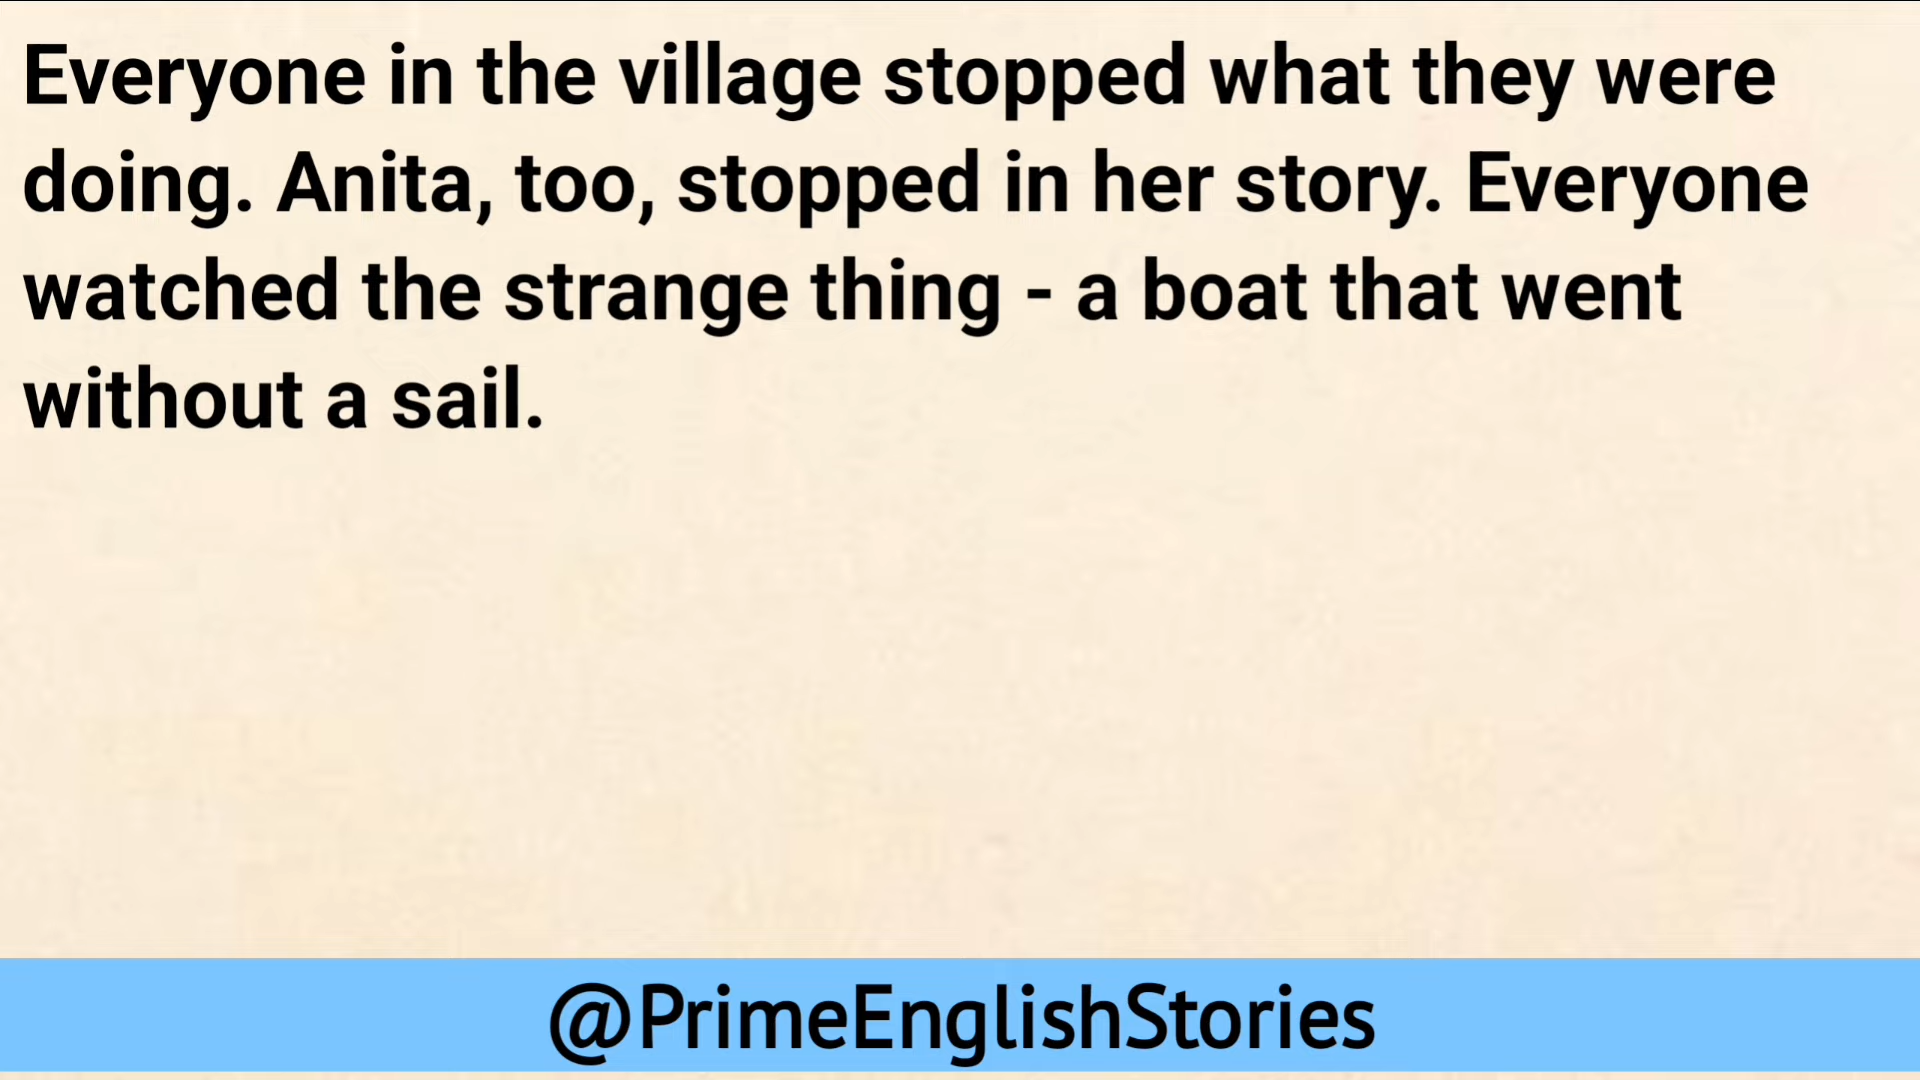 Everyone in the village stopped what they were
doing. Anita, too, stopped in her story. Everyone
watched the strange thing - a boat that went
without a sail.
@PrimeEnglishStories